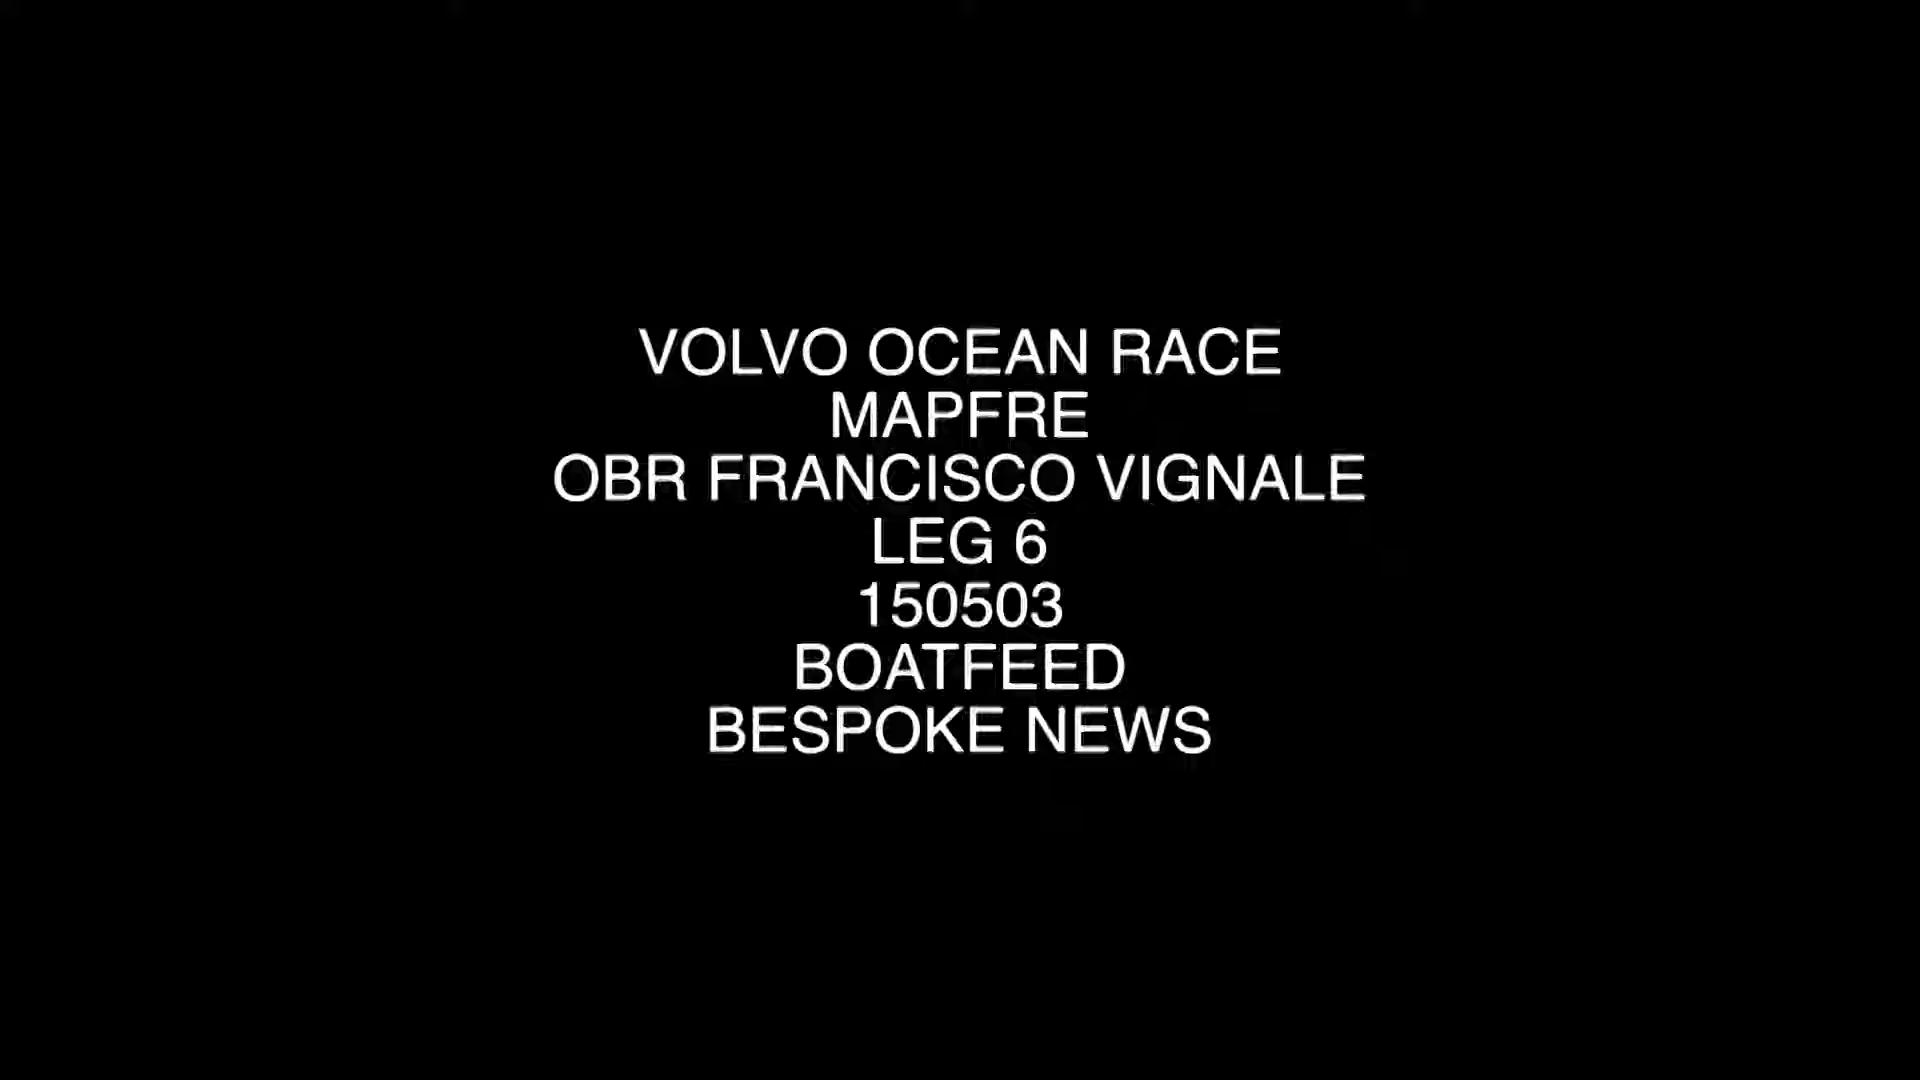 VOLVO OCEAN RACE
MAPFRE
OBR FRANCISCO VIGNALE
LEG 6
150503
BOATFEED
BESPOKE NEWS